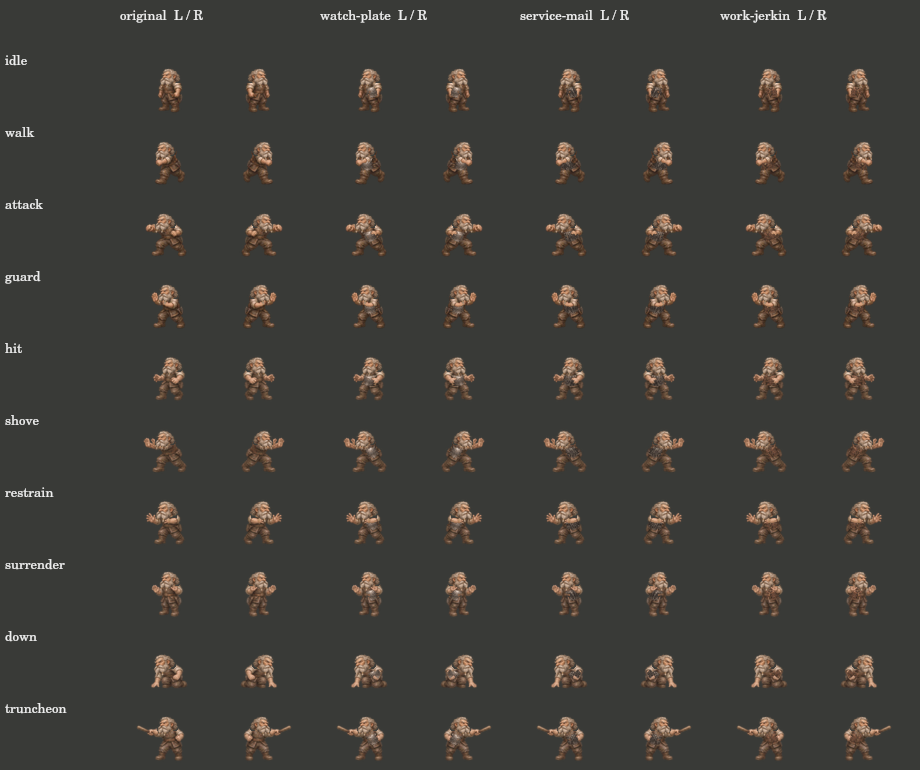 original L / R watch-plate L / R service-mail L / R work-jerkin L / R
idle
walk
attack
guard
hit
shove
restrain
surrender
down
truncheon